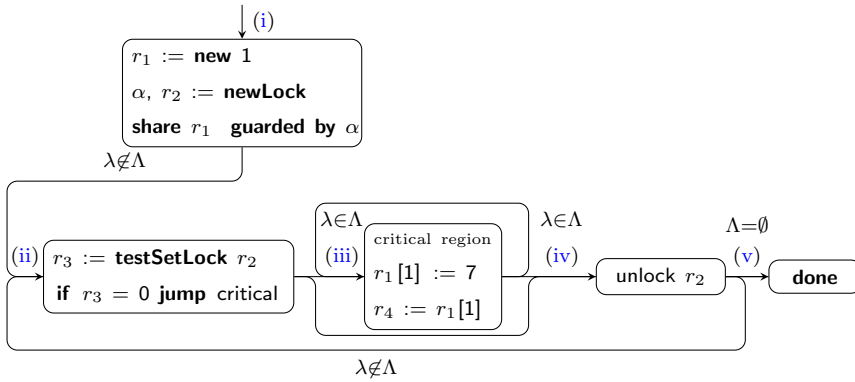 (i)
r₁ := new 1
α, r₂ := newLock
share r₁ guarded by α
λ∉Λ
λ∈Λ
λ∈Λ
Λ=∅
(ii)
r₃ := testSetLock r₂
if r₃ = 0 jump critical
(iii)
critical region
r₁[1] := 7
r₄ := r₁[1]
(iv)
unlock r₂
(v)
done
λ∉Λ